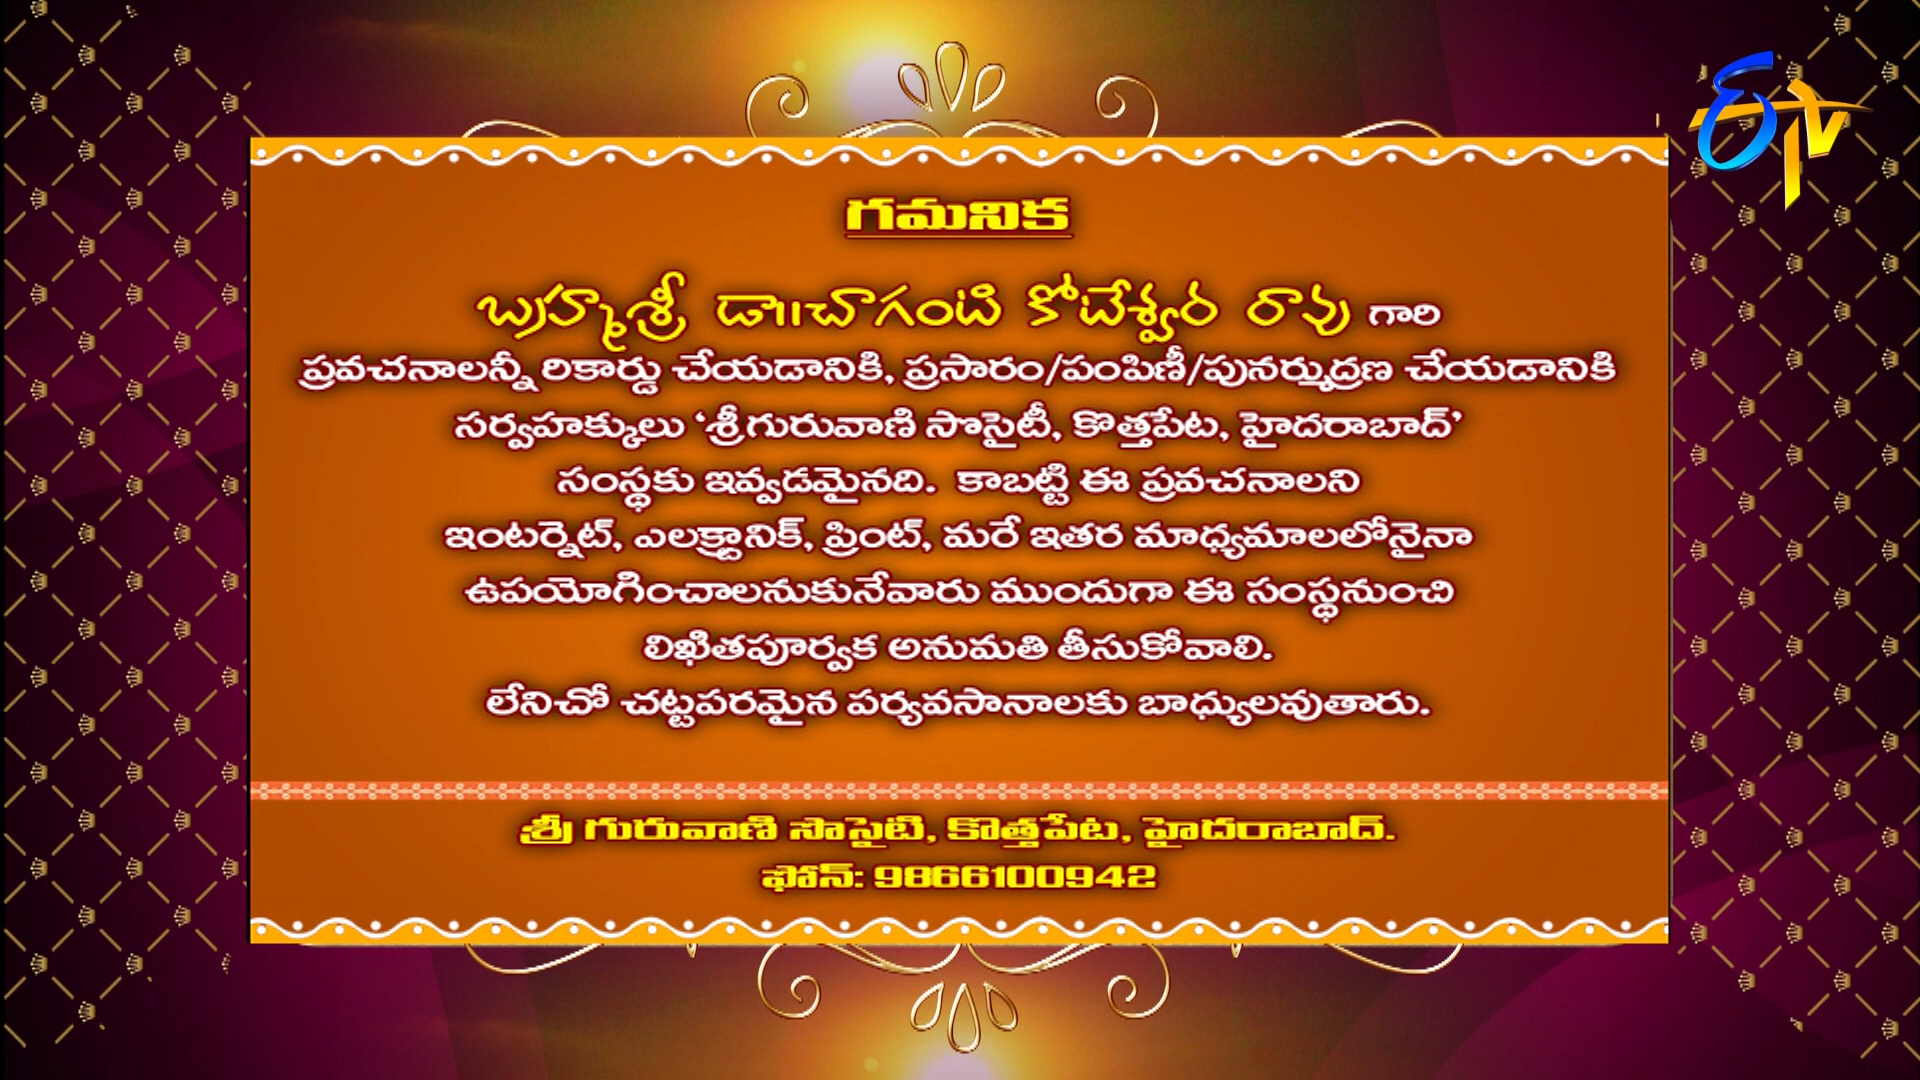 ఈTV
గమనిక
బ్రహ్మశ్రీ డా॥చాగంటి కోటేశ్వర రావు గారి
ప్రవచనాలన్నీ రికార్డు చేయడానికి, ప్రసారం/పంపిణీ/పునర్ముద్రణ చేయడానికి
సర్వహక్కులు ‘శ్రీగురువాణి సొసైటీ, కొత్తపేట, హైదరాబాద్’
సంస్థకు ఇవ్వడమైనది. కాబట్టి ఈ ప్రవచనాలని
ఇంటర్నెట్, ఎలక్ట్రానిక్, ప్రింట్, మరే ఇతర మాధ్యమాలలోనైనా
ఉపయోగించాలనుకునేవారు ముందుగా ఈ సంస్థనుంచి
లిఖితపూర్వక అనుమతి తీసుకోవాలి.
లేనిచో చట్టపరమైన పర్యవసానాలకు బాధ్యులవుతారు.
శ్రీ గురువాణి సొసైటి, కొత్తపేట, హైదరాబాద్.
ఫోన్: 9866100942